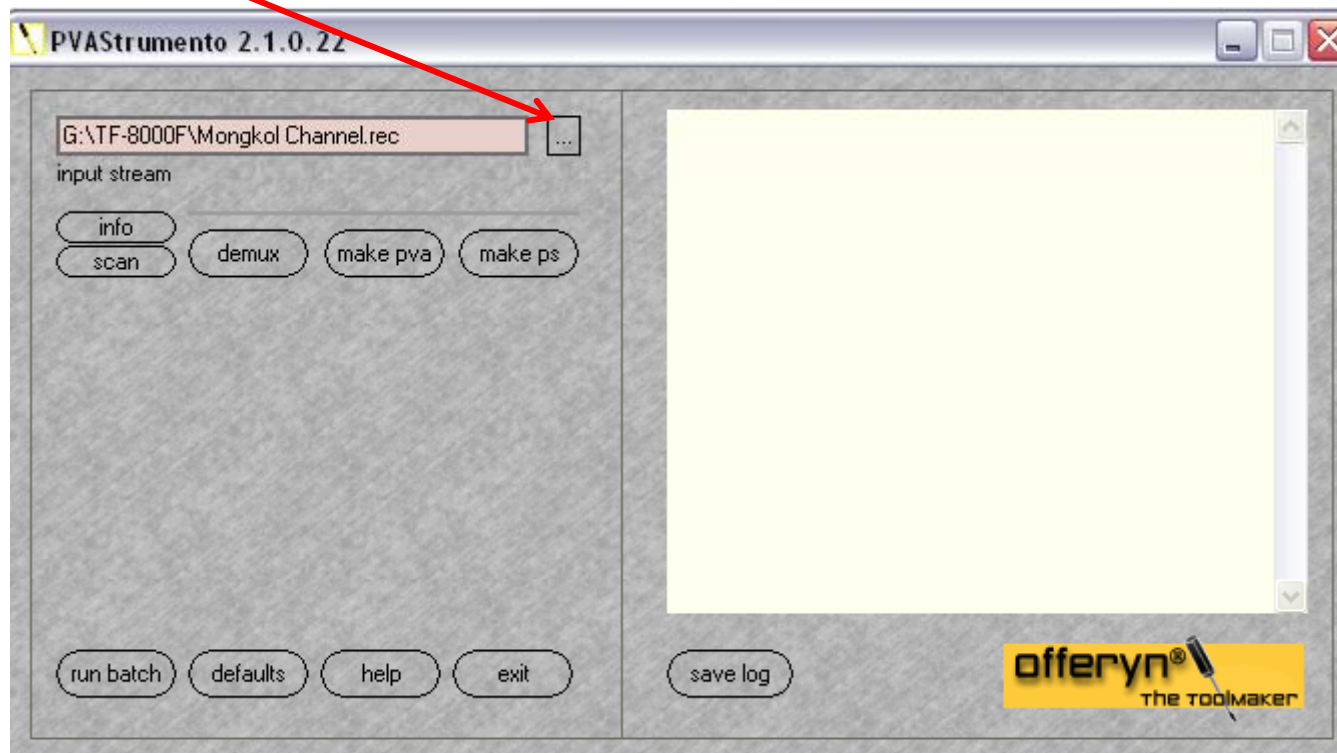 PVAStrumento 2.1.0.22
G:\TF-8000F\Mongkol Channel.rec
...
input stream
info
scan
demux
make pva
make ps
run batch
defaults
help
exit
save log
offeryn®
The Toolmaker